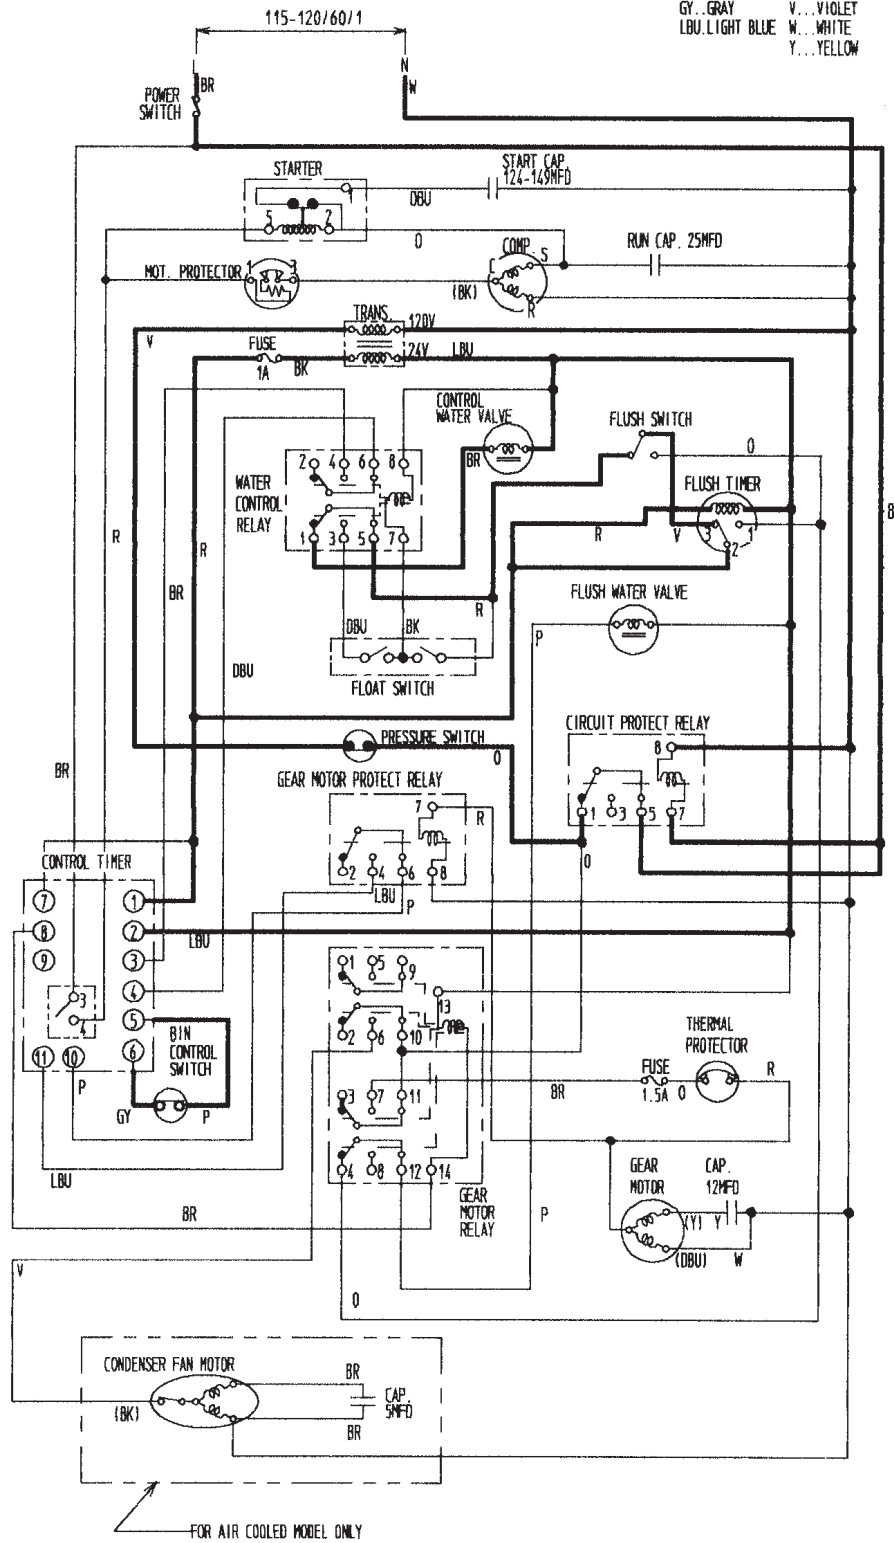 GY..GRAY V...VIOLET
LBU.LIGHT BLUE W...WHITE
Y...YELLOW
115-120/60/1
L N
BR W
POWER
SWITCH
STARTER
START CAP.
124-149MFD
DBU
5 2
O
COMP.
C S
R
RUN CAP. 25MFD
MOT. PROTECTOR 1 3
(BK)
TRANS.
120V
V
FUSE
1A
BK
24V
LBU
CONTROL
WATER VALVE
BR
FLUSH SWITCH
O
WATER
CONTROL
RELAY
2 4 6 8
1 3 5 7
FLUSH TIMER
R R R V 3 1
2
B
BR
R
FLUSH WATER VALVE
DBU BK
P
DBU
FLOAT SWITCH
CIRCUIT PROTECT RELAY
8
1 3 5 7
PRESSURE SWITCH
O
BR
GEAR MOTOR PROTECT RELAY
7
R
2 4 6 8
O
CONTROL TIMER
LBU
P
7 1
8 2
LBU
9 3
4
3
4
5
6
11 10
BIN
CONTROL
SWITCH
P
GY P
LBU
BR
1 5 9
13
2 6 10
3 7 11
4 8 12 14
GEAR
MOTOR
RELAY
THERMAL
PROTECTOR
FUSE
1.5A
BR O R
GEAR
MOTOR
CAP.
12MFD
(Y) Y
(DBU) W
P
V
O
CONDENSER FAN MOTOR
BR
(BK)
CAP.
5MFD
BR
FOR AIR COOLED MODEL ONLY